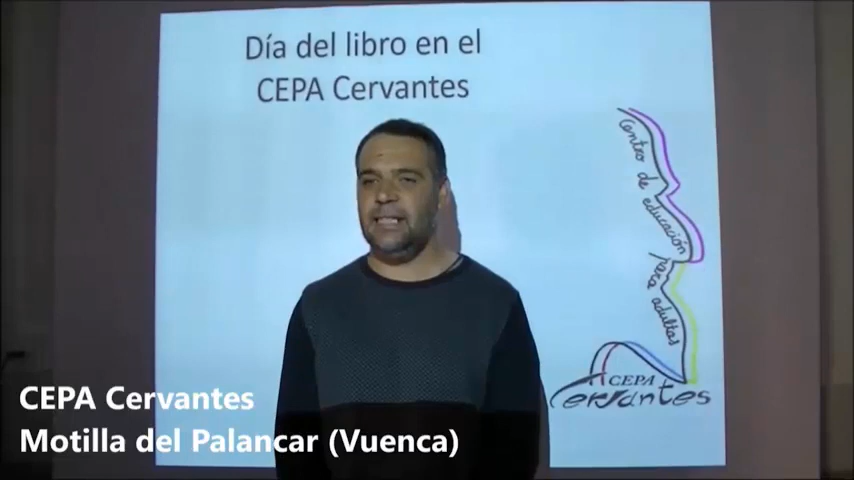 Día del libro en el
CEPA Cervantes
Centro de educación para adultas
CEPA
Cervantes
CEPA Cervantes
Motilla del Palancar (Vuenca)